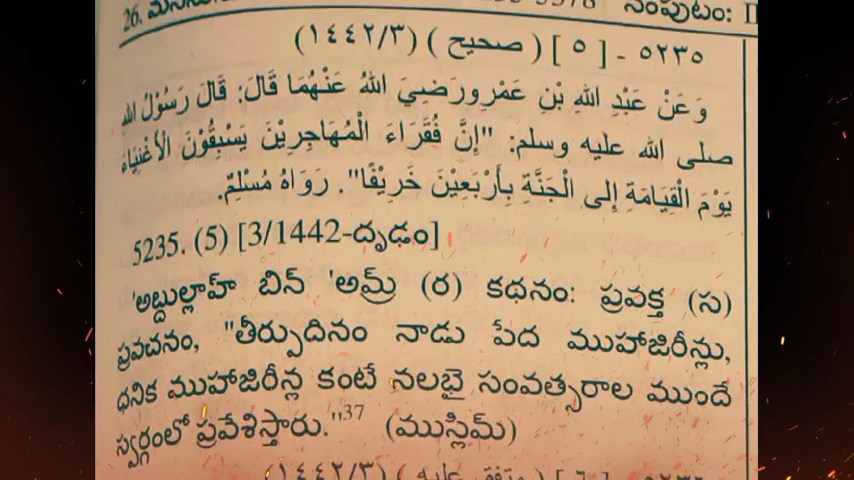 సంపుటం: II
٥٢٣٥ - [ ٥ ] ( صحيح ) (١٤٤٢/٣)
وَ عَنْ عَبْدِ اللهِ بْنِ عَمْرٍو رَضِيَ اللهُ عَنْهُمَا قَالَ: قَالَ رَسُوْلُ اللهِ
صلى الله عليه وسلم: "إِنَّ فُقَرَاءَ الْمُهَاجِرِيْنَ يَسْبِقُوْنَ الْأَغْنِيَاءَ
يَوْمَ الْقِيَامَةِ إِلى الْجَنَّةِ بِأَرْبَعِيْنَ خَرِيْفًا". رَوَاهُ مُسْلِمٌ.
5235. (5) [3/1442-దృఢం]
'అబ్దుల్లాహ్ బిన్ 'అమ్ర్ (ర) కథనం: ప్రవక్త (స)
ప్రవచనం, "తీర్పుదినం నాడు పేద ముహాజిరీన్లు,
ధనిక ముహాజిరీన్ల కంటే నలభై సంవత్సరాల ముందే
స్వర్గంలో ప్రవేశిస్తారు."37 (ముస్లిమ్)